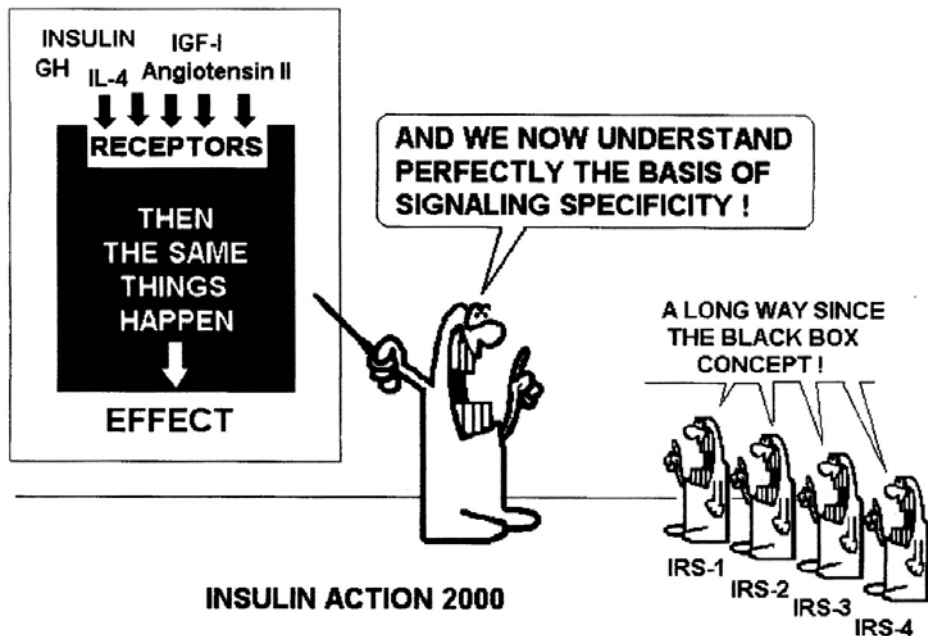 INSULIN IGF-I
GH IL-4 Angiotensin II
RECEPTORS
THEN
THE SAME
THINGS
HAPPEN
EFFECT
AND WE NOW UNDERSTAND
PERFECTLY THE BASIS OF
SIGNALING SPECIFICITY !
A LONG WAY SINCE
THE BLACK BOX
CONCEPT !
IRS-1
IRS-2
IRS-3
IRS-4
INSULIN ACTION 2000